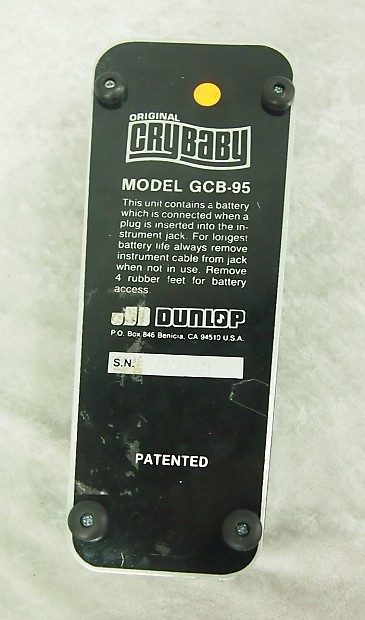 ORIGINAL
CRY BABY
MODEL GCB-95
This unit contains a battery
which is connected when a
plug is inserted into the in-
strument jack. For longest
battery life always remove
instrument cable from jack
when not in use. Remove
4 rubber feet for battery
access.
DUNLOP
P.O. Box 846 Benicia, CA 94510 U.S.A.
S.N.
PATENTED